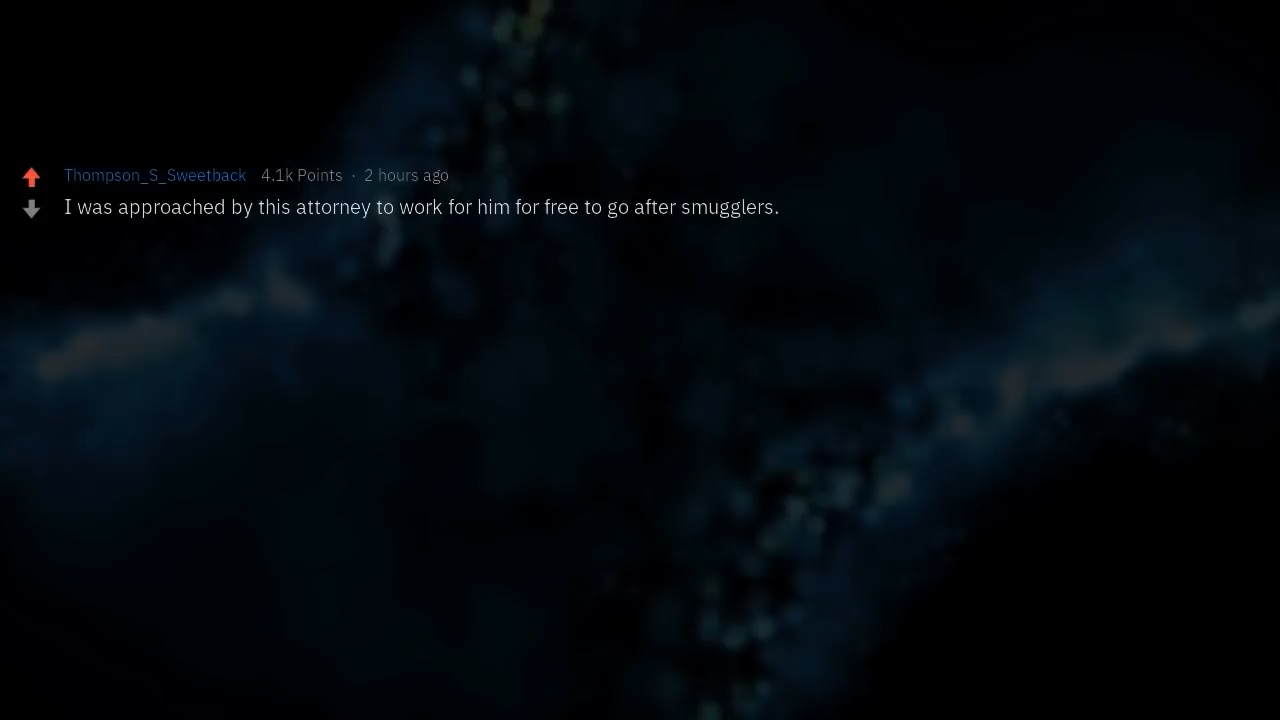 Thompson_S_Sweetback 4.1k Points · 2 hours ago
I was approached by this attorney to work for him for free to go after smugglers.